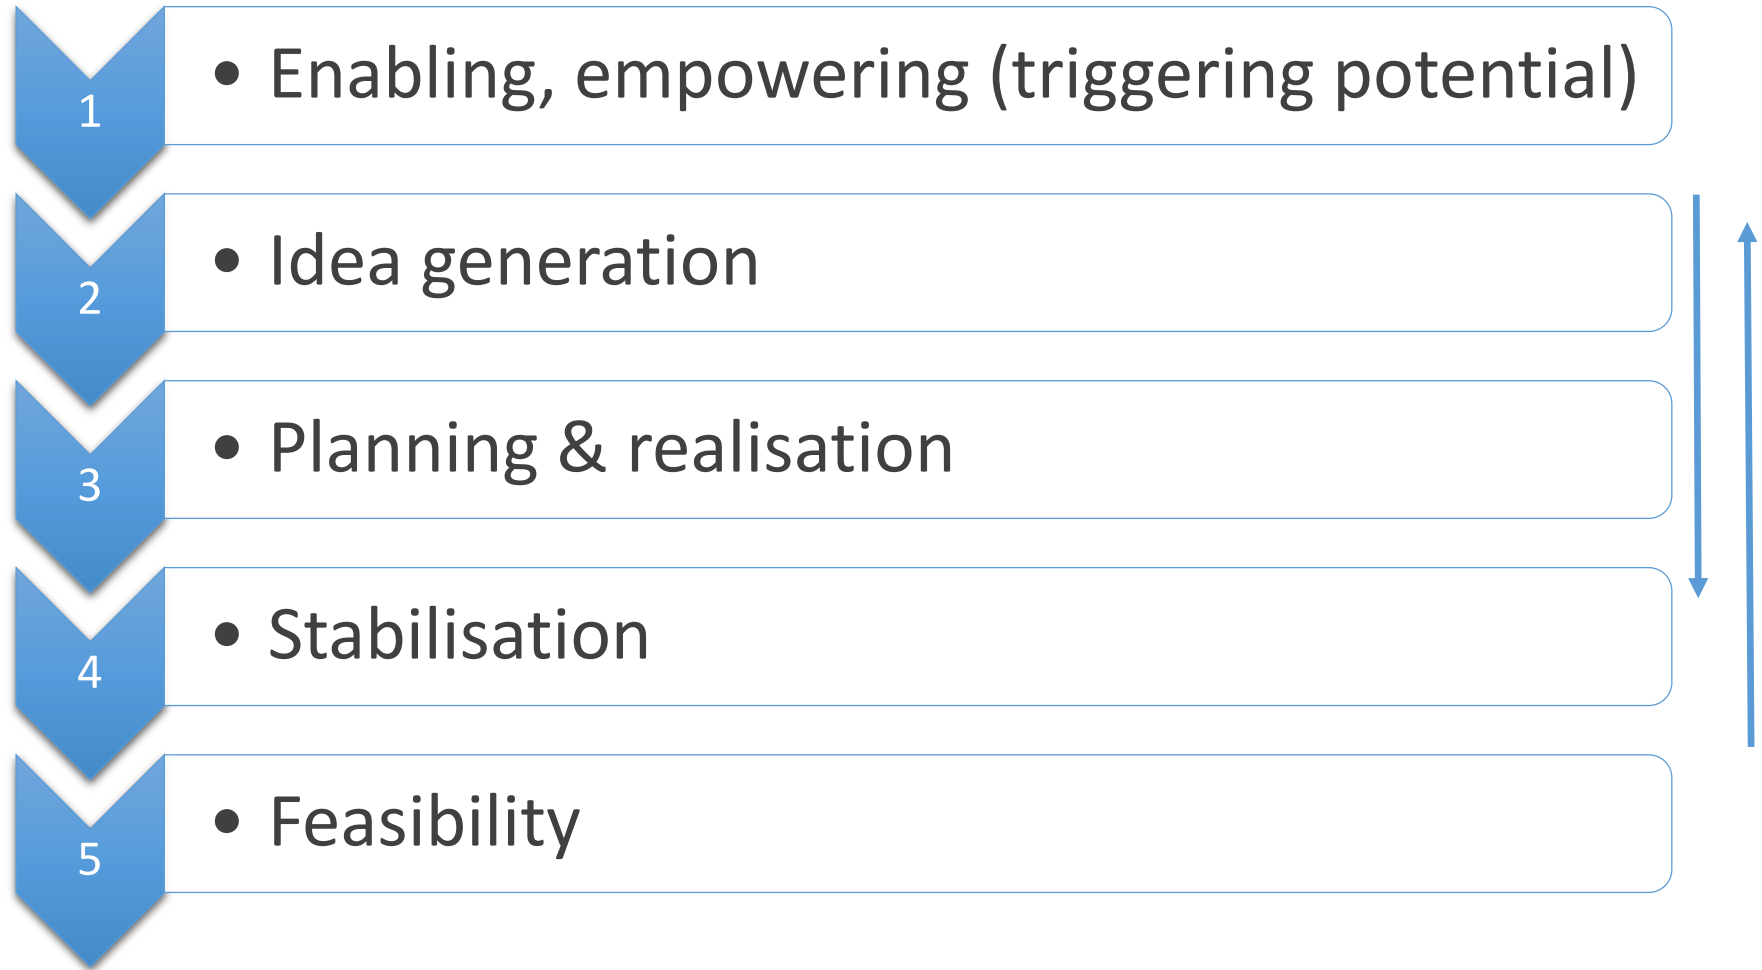 1
• Enabling, empowering (triggering potential)
2
• Idea generation
3
• Planning & realisation
4
• Stabilisation
5
• Feasibility